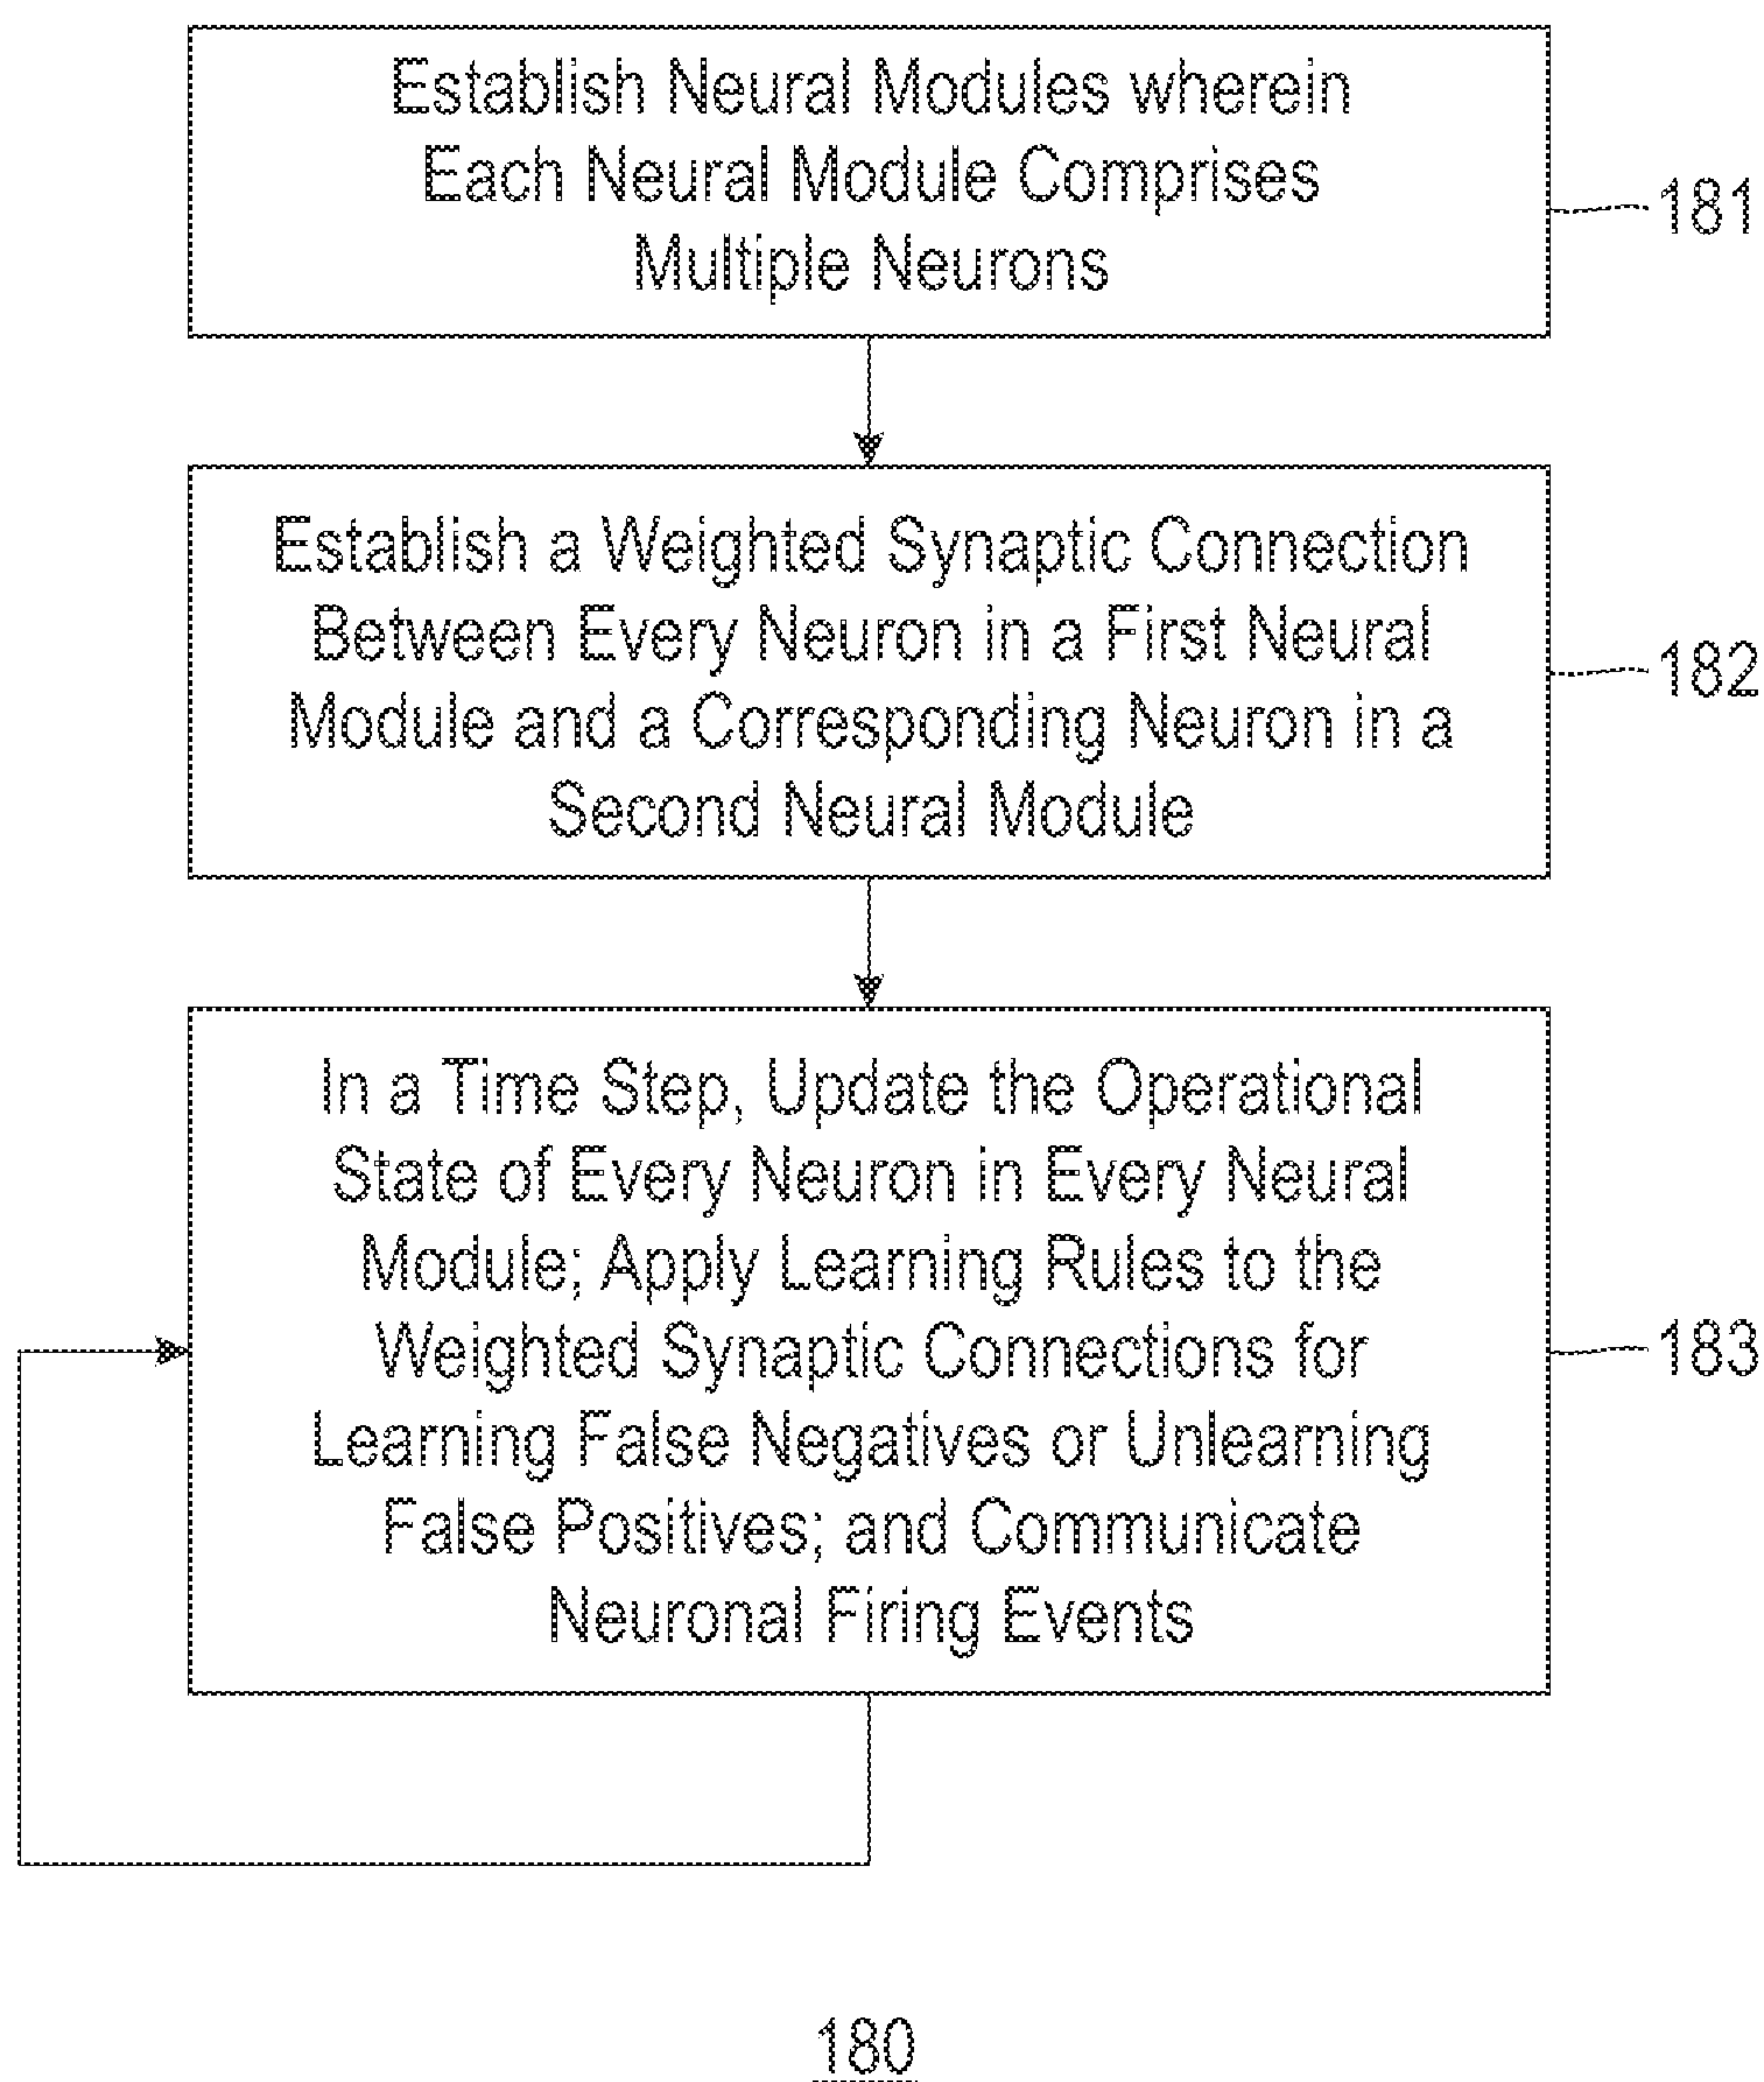 Establish Neural Modules wherein
Each Neural Module Comprises
Multiple Neurons
181
Establish a Weighted Synaptic Connection
Between Every Neuron in a First Neural
Module and a Corresponding Neuron in a
Second Neural Module
182
In a Time Step, Update the Operational
State of Every Neuron in Every Neural
Module; Apply Learning Rules to the
Weighted Synaptic Connections for
Learning False Negatives or Unlearning
False Positives; and Communicate
Neuronal Firing Events
183
180